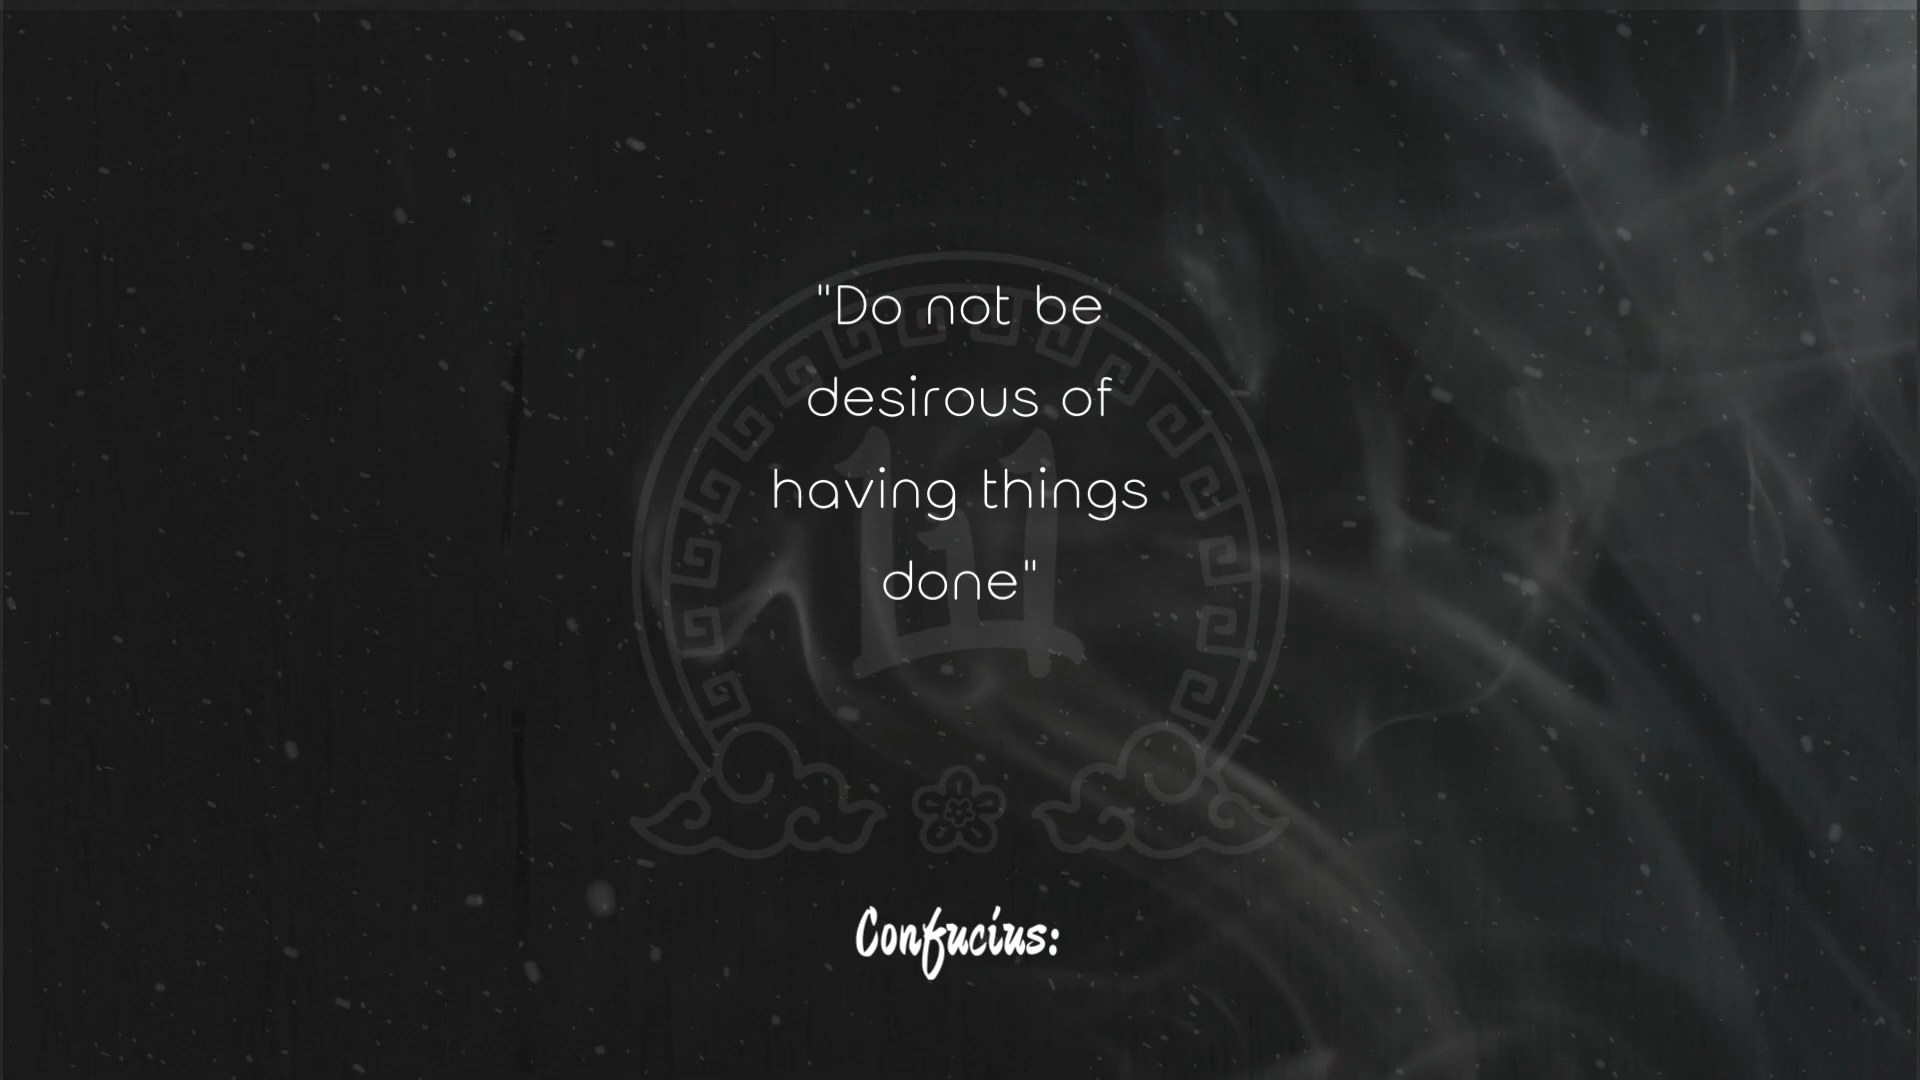 "Do not be
desirous of
having things
done"
Confucius: